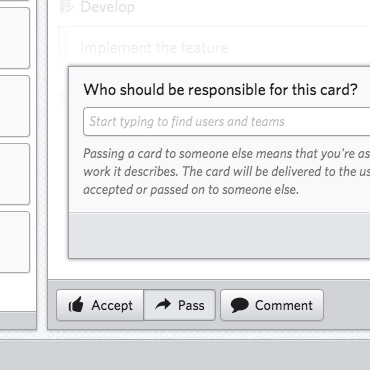 Develop
Implement the feature
Who should be responsible for this card?
Start typing to find users and teams
Passing a card to someone else means that you're as
work it describes. The card will be delivered to the us
accepted or passed on to someone else.
Accept Pass Comment